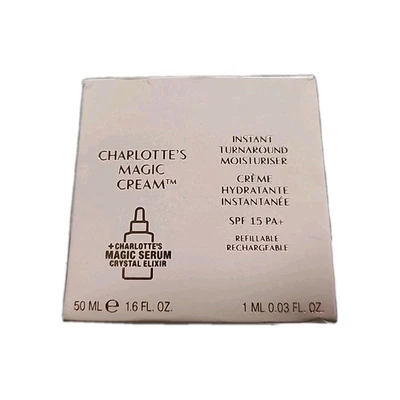 CHARLOTTE'S
MAGIC
CREAM™
+CHARLOTTE'S
MAGIC SERUM
CRYSTAL ELIXIR
50 ML ℮ 1.6 FL. OZ.
INSTANT
TURNAROUND
MOISTURISER
CRÈME
HYDRATANTE
INSTANTANÉE
SPF 15 PA+
REFILLABLE
RECHARGEABLE
1 ML 0.03 FL. OZ.